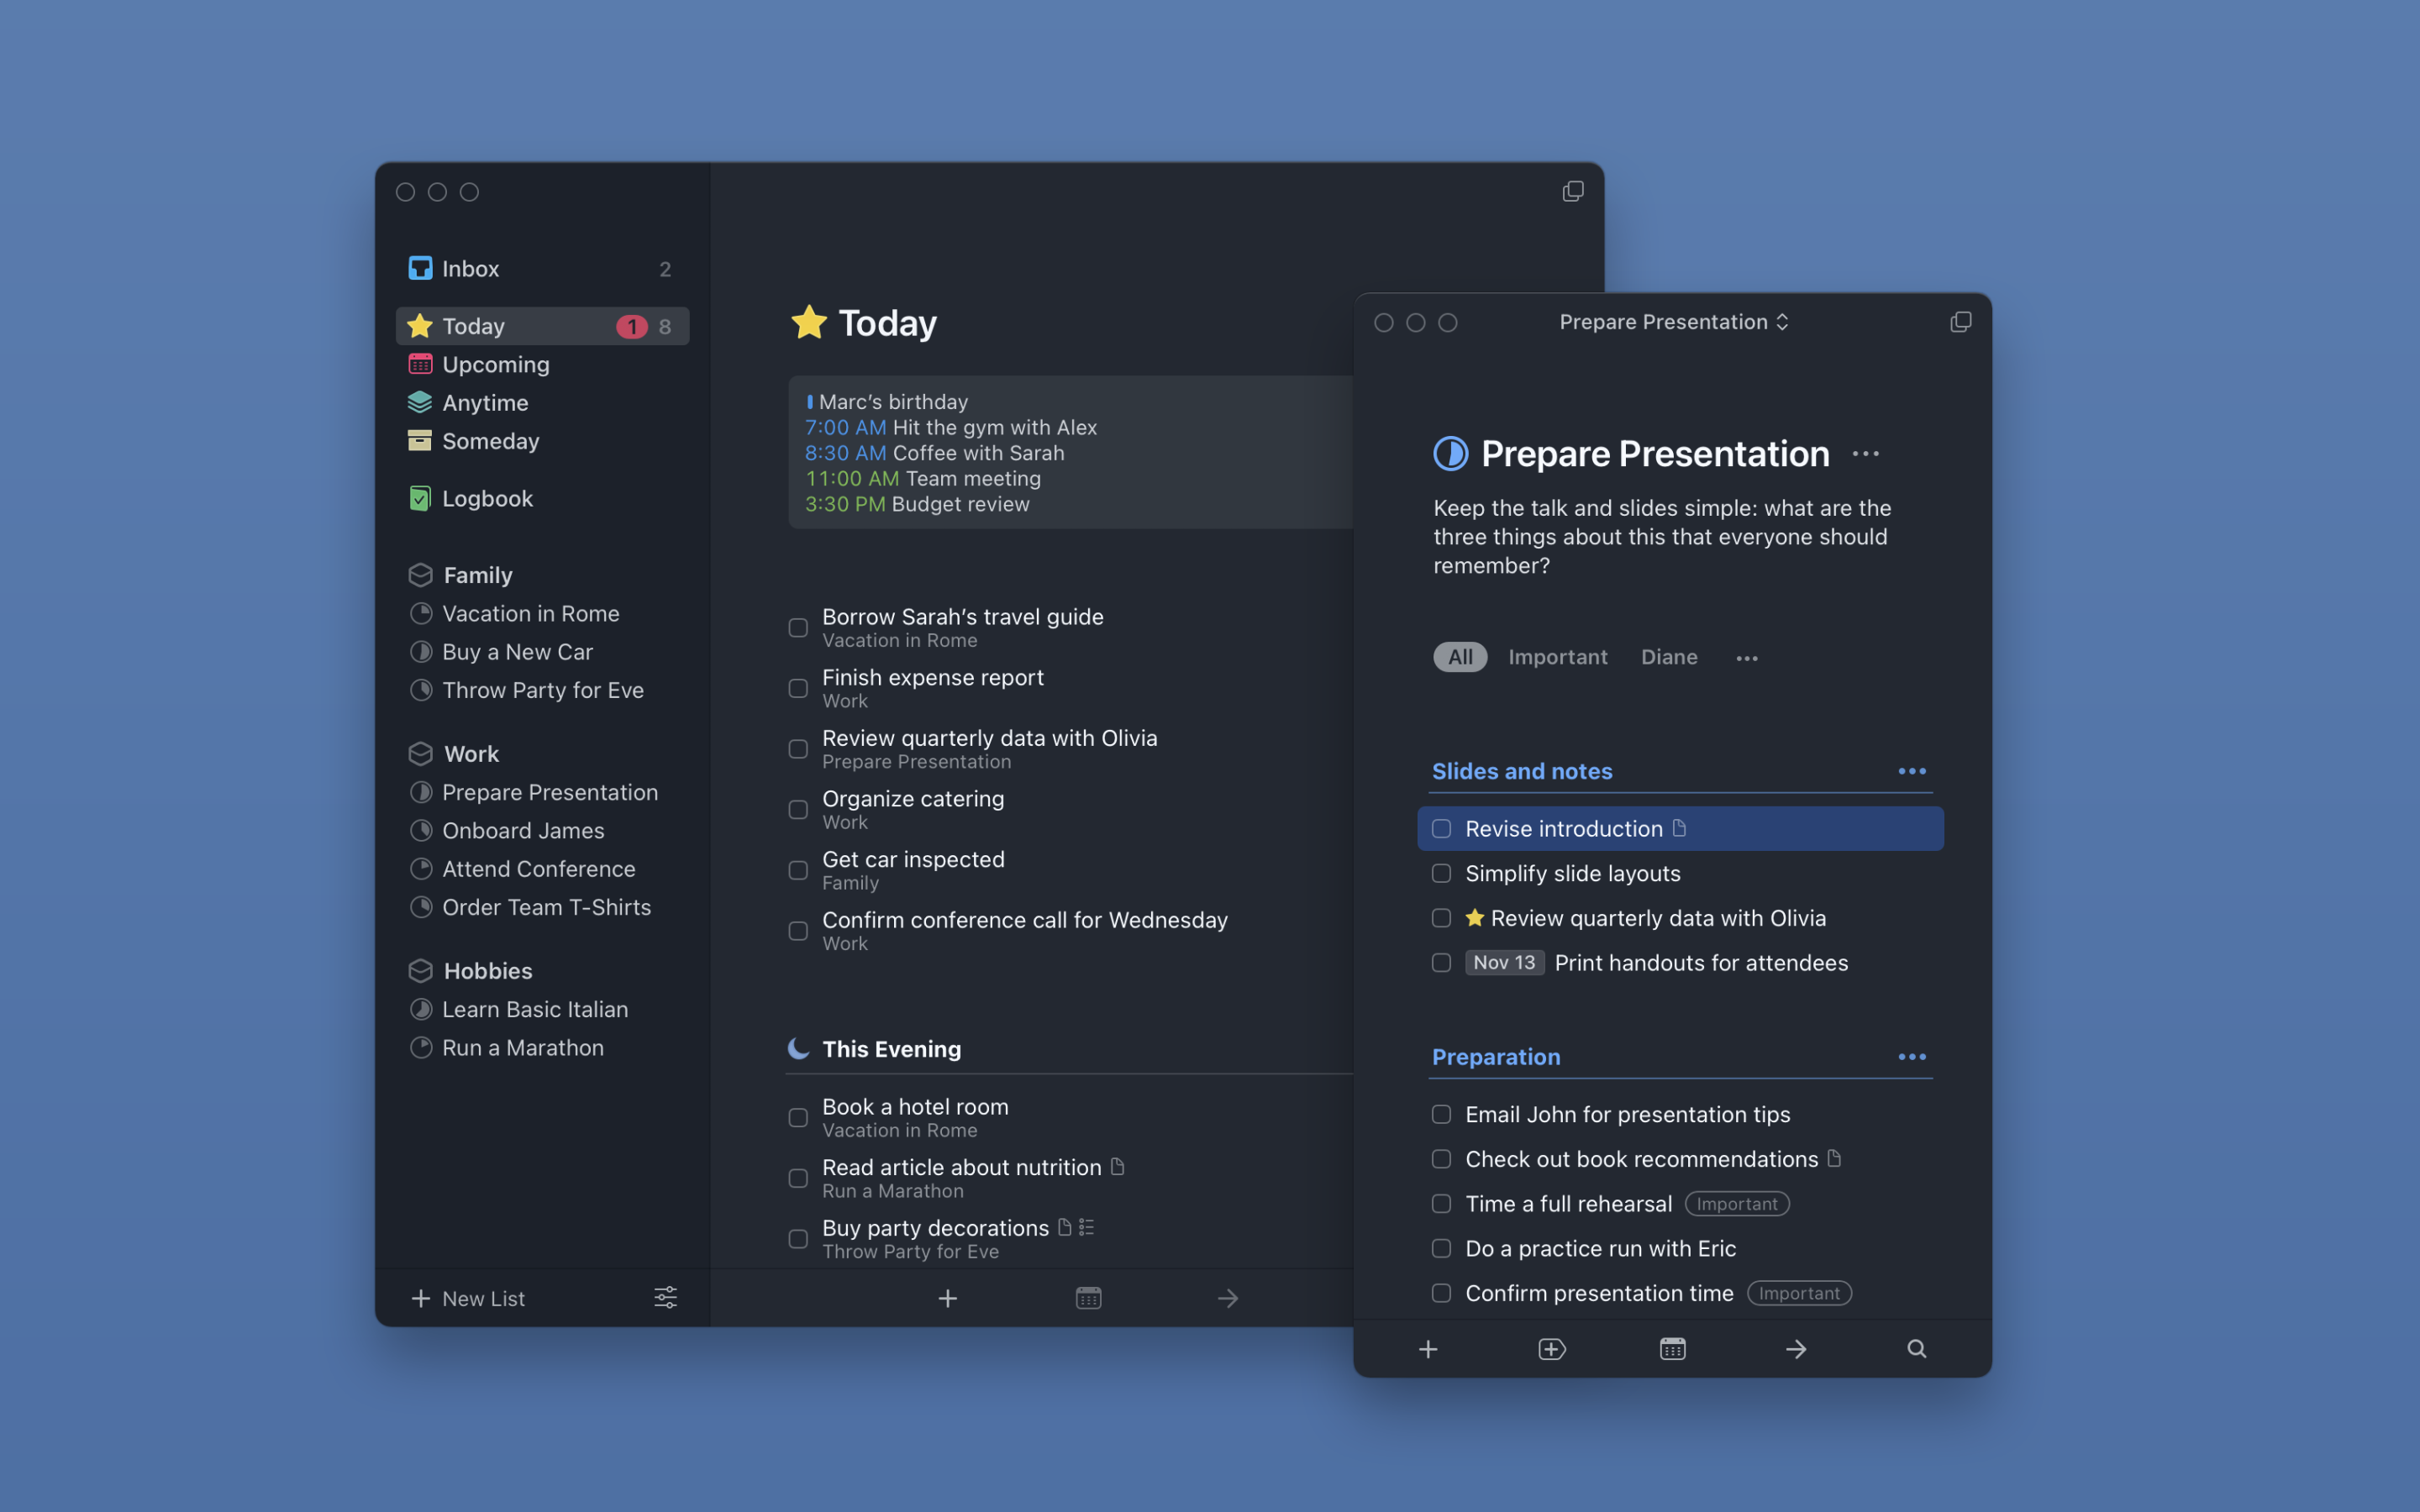 Inbox 2
Today 1 8
Upcoming
Anytime
Someday
Logbook
Family
Vacation in Rome
Buy a New Car
Throw Party for Eve
Work
Prepare Presentation
Onboard James
Attend Conference
Order Team T-Shirts
Hobbies
Learn Basic Italian
Run a Marathon
New List
Today
Marc’s birthday
7:00 AM Hit the gym with Alex
8:30 AM Coffee with Sarah
11:00 AM Team meeting
3:30 PM Budget review
Borrow Sarah’s travel guide
Vacation in Rome
Finish expense report
Work
Review quarterly data with Olivia
Prepare Presentation
Organize catering
Work
Get car inspected
Family
Confirm conference call for Wednesday
Work
This Evening
Book a hotel room
Vacation in Rome
Read article about nutrition
Run a Marathon
Buy party decorations
Throw Party for Eve
Prepare Presentation
Prepare Presentation
Keep the talk and slides simple: what are the
three things about this that everyone should
remember?
All Important Diane
Slides and notes
Revise introduction
Simplify slide layouts
Review quarterly data with Olivia
Nov 13 Print handouts for attendees
Preparation
Email John for presentation tips
Check out book recommendations
Time a full rehearsal Important
Do a practice run with Eric
Confirm presentation time Important